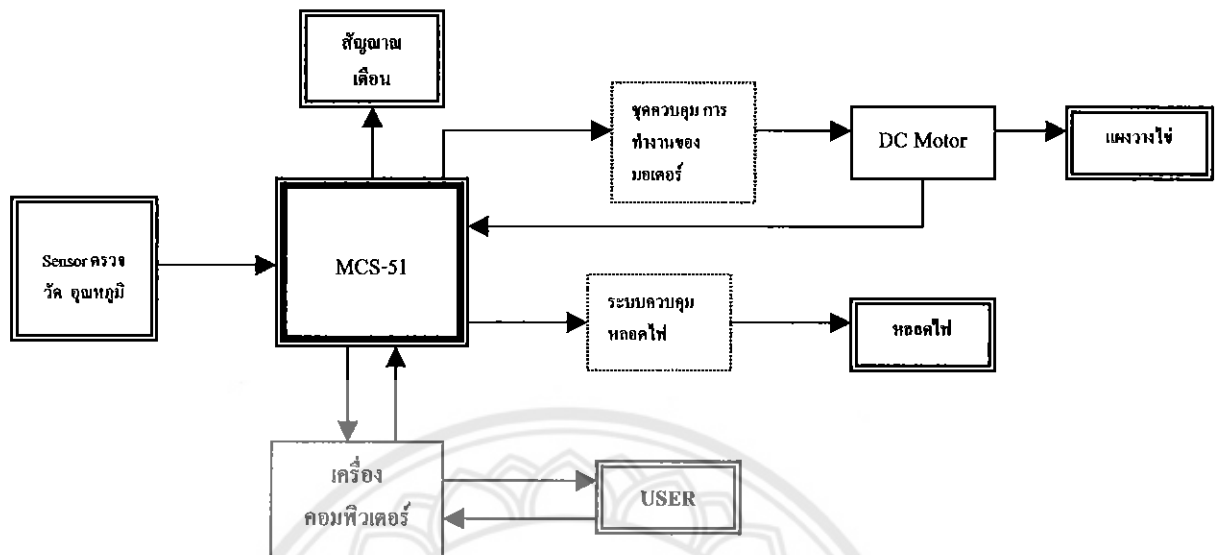 สัญญาณ
เตือน
ชุดควบคุม การ
ทำงานของ
มอเตอร์
DC Motor
แผงวางไข่
Sensor ตรวจ
วัด อุณหภูมิ
MCS-51
ระบบควบคุม
หลอดไฟ
หลอดไฟ
เครื่อง
คอมพิวเตอร์
USER